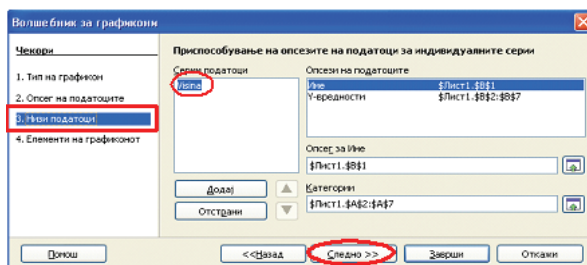 Волшебник за графикони
Чекори
1. Тип на графикон
2. Опсег на податоците
3. Низи податоци
4. Елементи на графиконот
Приспособување на опсезите на податоци за индивидуалните серии
Серии податоци
Visina
Опсези на податоците
Име $Лист1.$B$1
Y-вредности $Лист1.$B$2:$B$7
Опсег за Име
$Лист1.$B$1
Категории
$Лист1.$A$2:$A$7
Додај
Отстрани
Помош
<<Назад
Следно >>
Заврши
Откажи